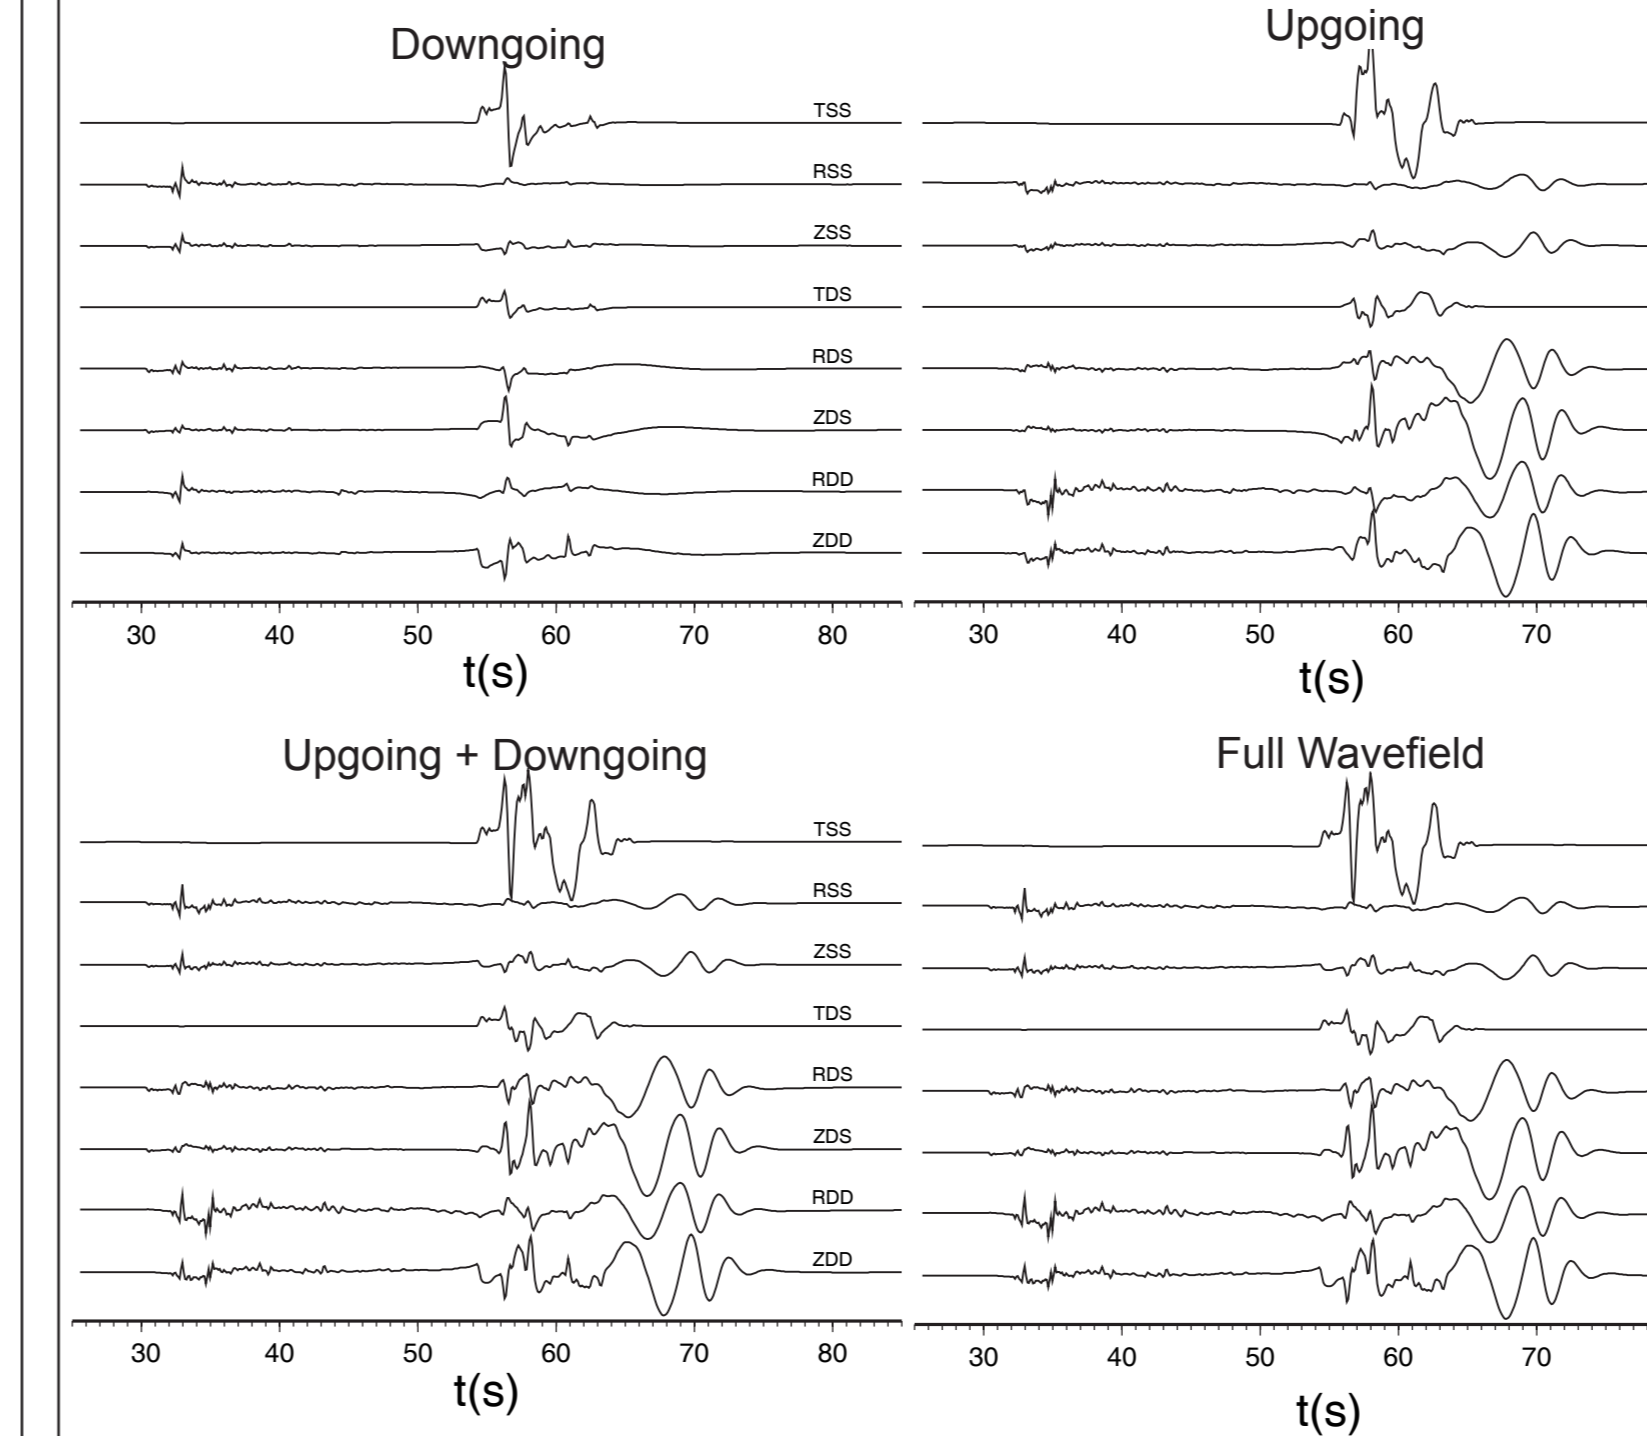 Downgoing
TSS
RSS
ZSS
TDS
RDS
ZDS
RDD
ZDD
30 40 50 60 70 80
t(s)
Upgoing
30 40 50 60 70
t(s)
Upgoing + Downgoing
TSS
RSS
ZSS
TDS
RDS
ZDS
RDD
ZDD
30 40 50 60 70 80
t(s)
Full Wavefield
30 40 50 60 70
t(s)